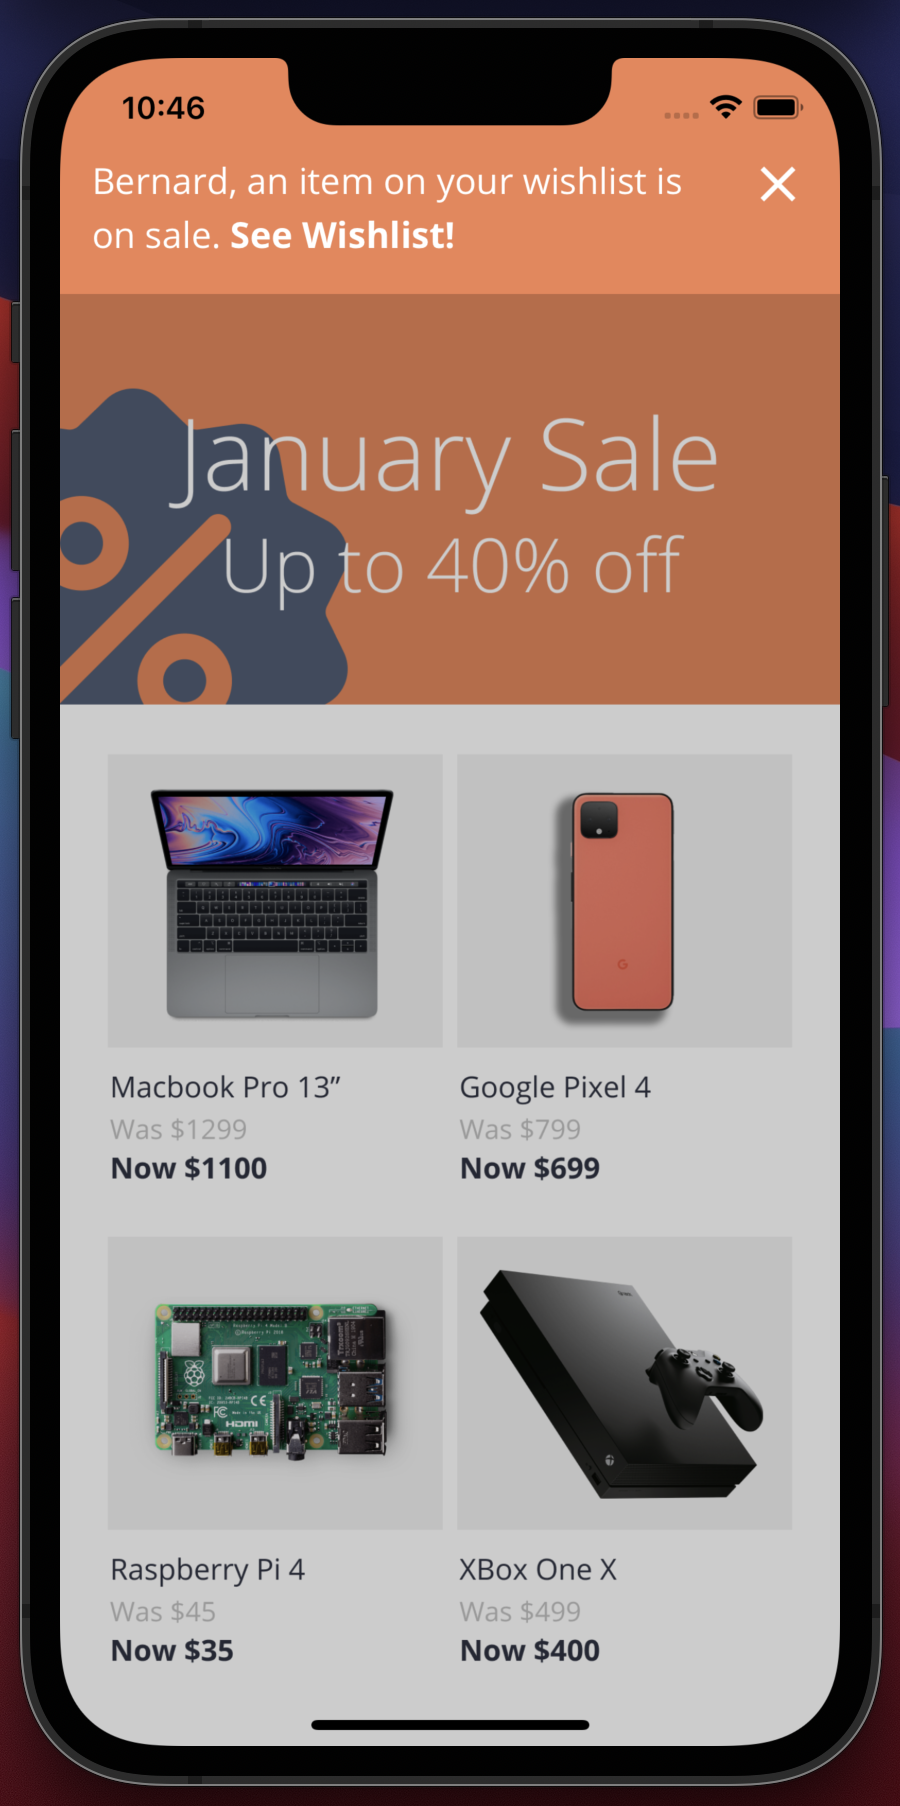 10:46
Bernard, an item on your wishlist is
on sale. See Wishlist!
January Sale
Up to 40% off
Macbook Pro 13”
Was $1299
Now $1100
Google Pixel 4
Was $799
Now $699
HDMI
Raspberry Pi 4
Was $45
Now $35
XBox One X
Was $499
Now $400